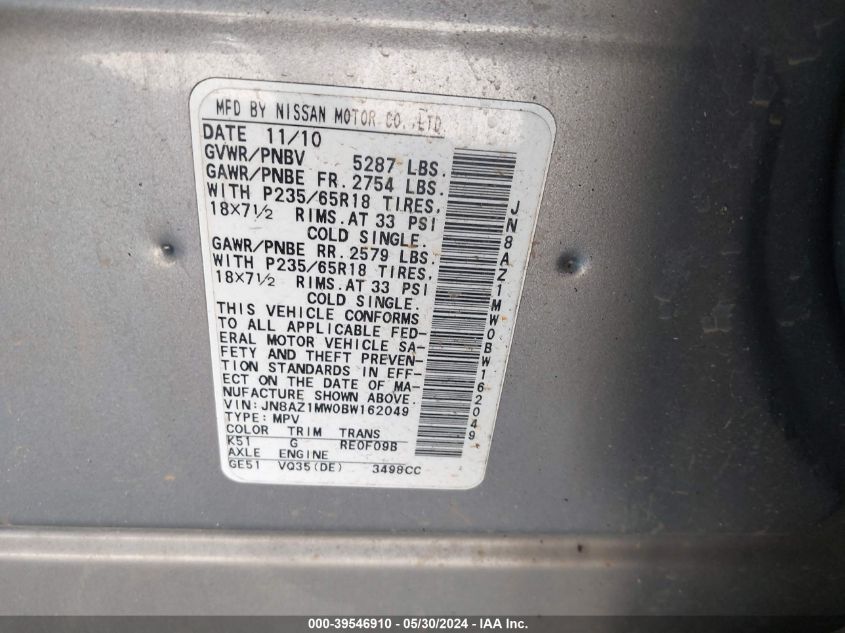 MFD BY NISSAN MOTOR CO.,LTD
DATE 11/10
GVWR/PNBV 5287 LBS.
GAWR/PNBE FR. 2754 LBS.
WITH P235/65R18 TIRES,
18×7½ RIMS.AT 33 PSI
COLD SINGLE.
GAWR/PNBE RR. 2579 LBS.
WITH P235/65R18 TIRES,
18×7½ RIMS.AT 33 PSI
COLD SINGLE.
THIS VEHICLE CONFORMS
TO ALL APPLICABLE FED-
ERAL MOTOR VEHICLE SA-
FETY AND THEFT PREVEN-
TION STANDARDS IN EFF-
ECT ON THE DATE OF MA-
NUFACTURE SHOWN ABOVE.
VIN: JN8AZ1MW0BW162049
TYPE: MPV
COLOR TRIM TRANS
K51 G RE0F09B
AXLE ENGINE
GE51 VQ35(DE) 3498CC
JN8AZ1MW0BW162049
000-39546910 - 05/30/2024 - IAA Inc.